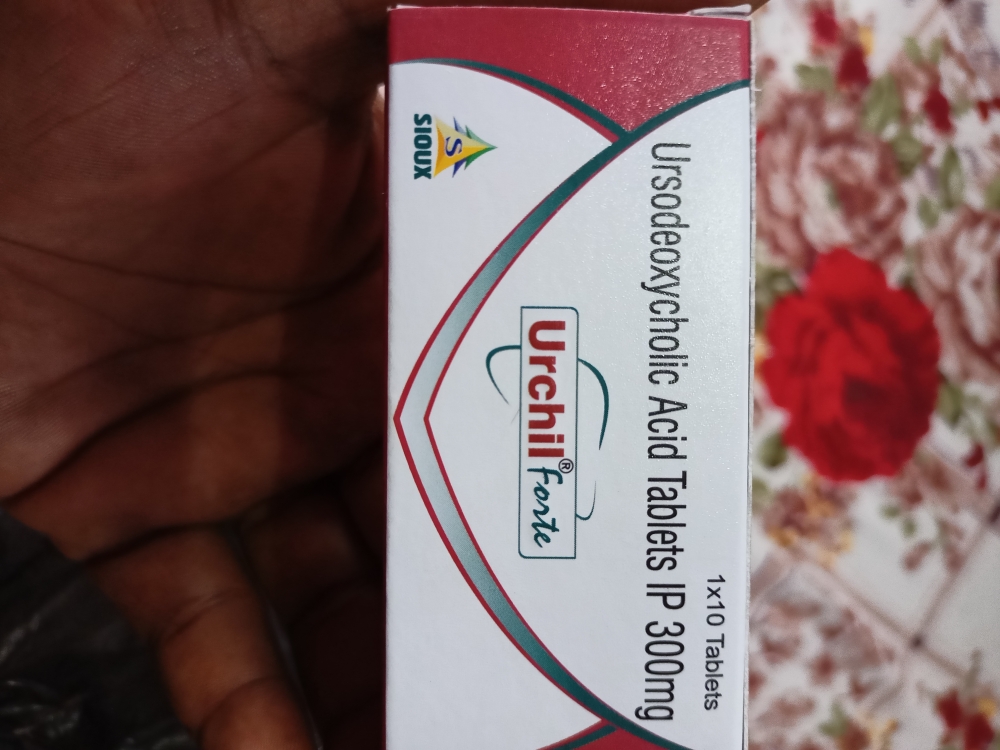 1x10 Tablets
Ursodeoxycholic Acid Tablets IP 300mg
Urchil® forte
S
SIOUX